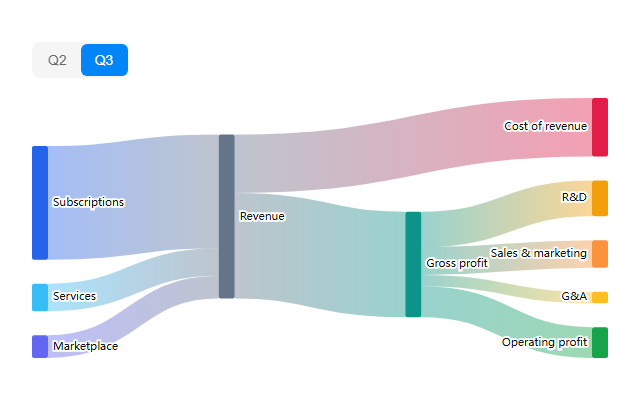 Q2 Q3
Cost of revenue
R&D
Subscriptions
Revenue
Sales & marketing
Gross profit
Services
G&A
Operating profit
Marketplace